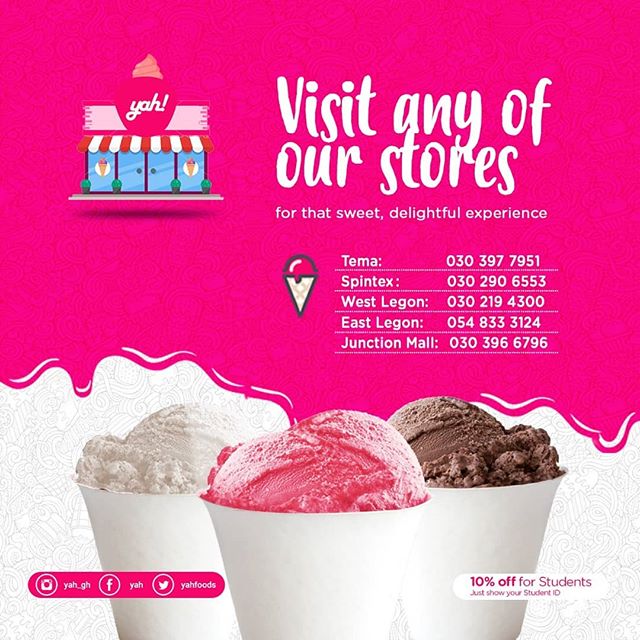 yah!
Visit any of
our stores
for that sweet, delightful experience
Tema: 030 397 7951
Spintex: 030 290 6553
West Legon: 030 219 4300
East Legon: 054 833 3124
Junction Mall: 030 396 6796
yah_gh yah yahfoods
10% off for Students
Just show your Student ID